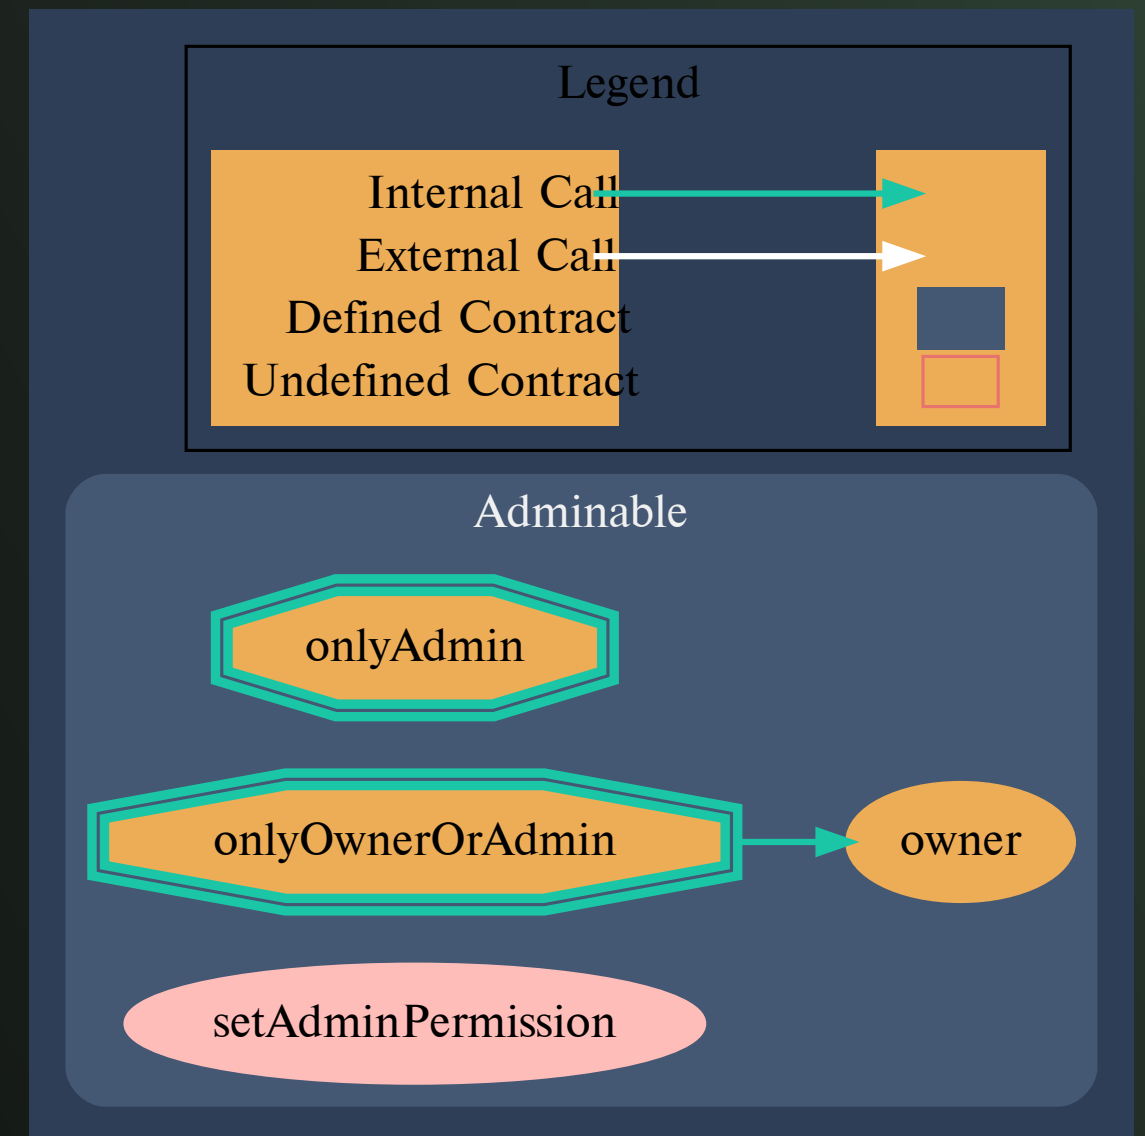 Legend
Internal Call
External Call
Defined Contract
Undefined Contract
Adminable
onlyAdmin
onlyOwnerOrAdmin
owner
setAdminPermission